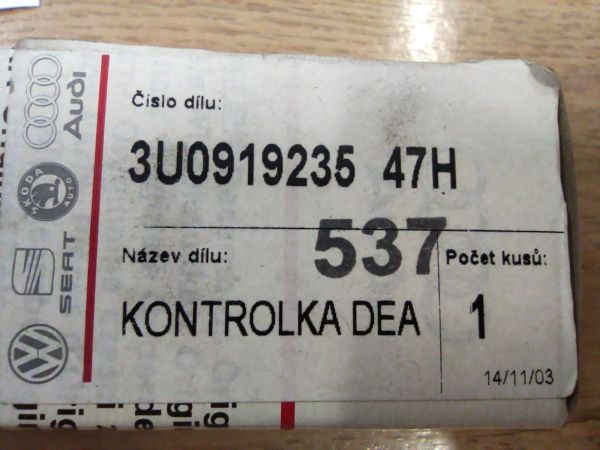 Audi
ŠKODA
AUTO
SEAT
Číslo dílu:
3U0919235 47H
537
Název dílu:
Počet kusů:
KONTROLKA DEA
1
14/11/03